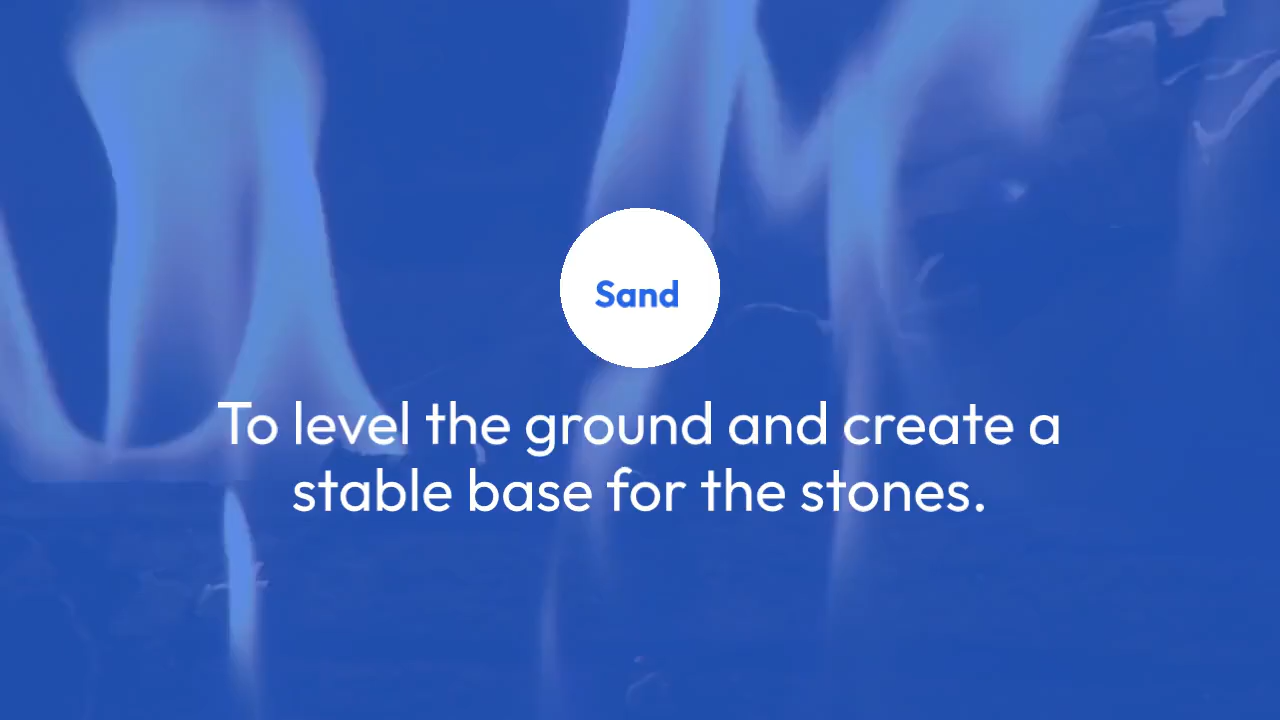 Sand
To level the ground and create a
stable base for the stones.